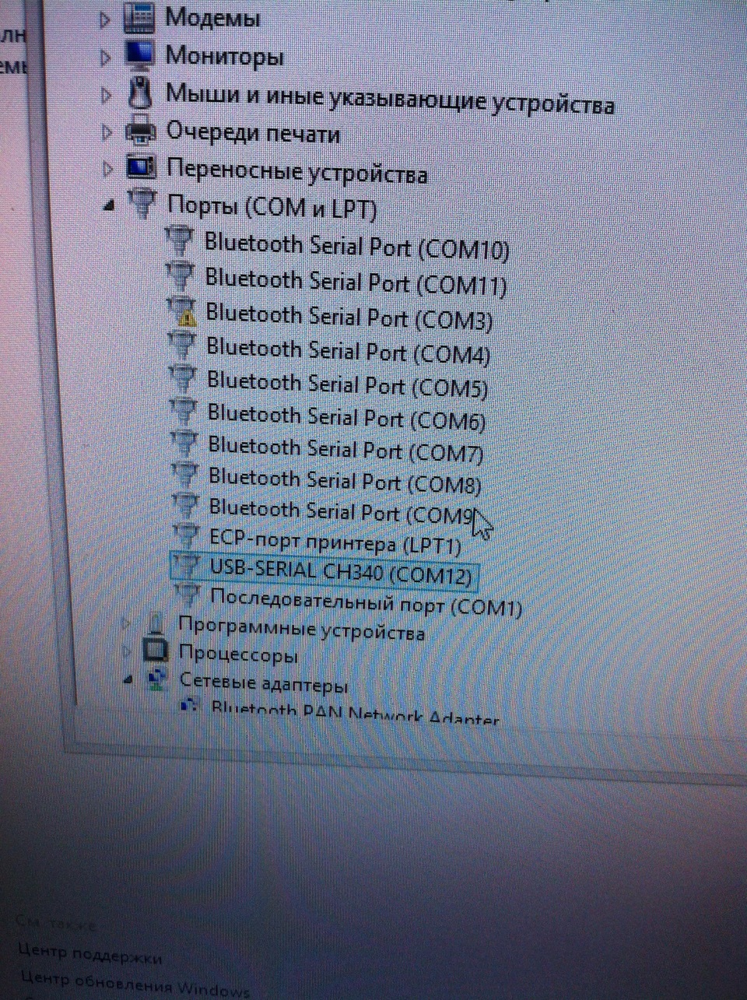 Модемы
Мониторы
Мыши и иные указывающие устройства
Очереди печати
Переносные устройства
Порты (COM и LPT)
Bluetooth Serial Port (COM10)
Bluetooth Serial Port (COM11)
Bluetooth Serial Port (COM3)
Bluetooth Serial Port (COM4)
Bluetooth Serial Port (COM5)
Bluetooth Serial Port (COM6)
Bluetooth Serial Port (COM7)
Bluetooth Serial Port (COM8)
Bluetooth Serial Port (COM9
ECP-порт принтера (LPT1)
USB-SERIAL CH340 (COM12)
Последовательный порт (COM1)
Программные устройства
Процессоры
Сетевые адаптеры
Bluetooth PAN Network Adapter
См. также
Центр поддержки
Центр обновления Windows